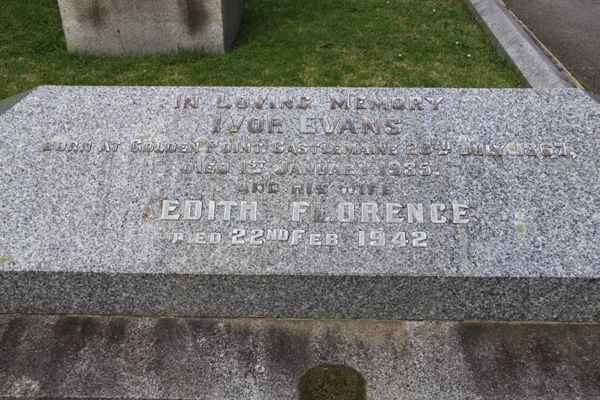 IN LOVING MEMORY
IVOR EVANS
BORN AT GOLDEN POINT CASTLEMAINE 28TH JULY 1867,
DIED 1ST JANUARY 1935.
AND HIS WIFE
EDITH FLORENCE
DIED 22ND FEB 1942